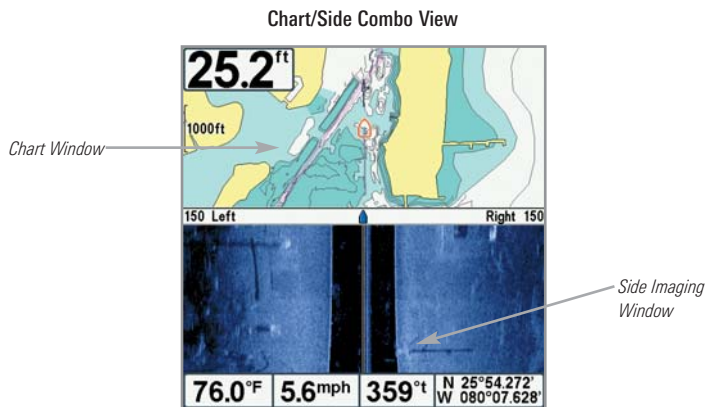 Chart/Side Combo View
25.2ft
1000ft
Chart Window
150 Left
Right 150
Side Imaging
Window
76.0°F
5.6mph
359°t
N 25°54.272'
W 080°07.628'